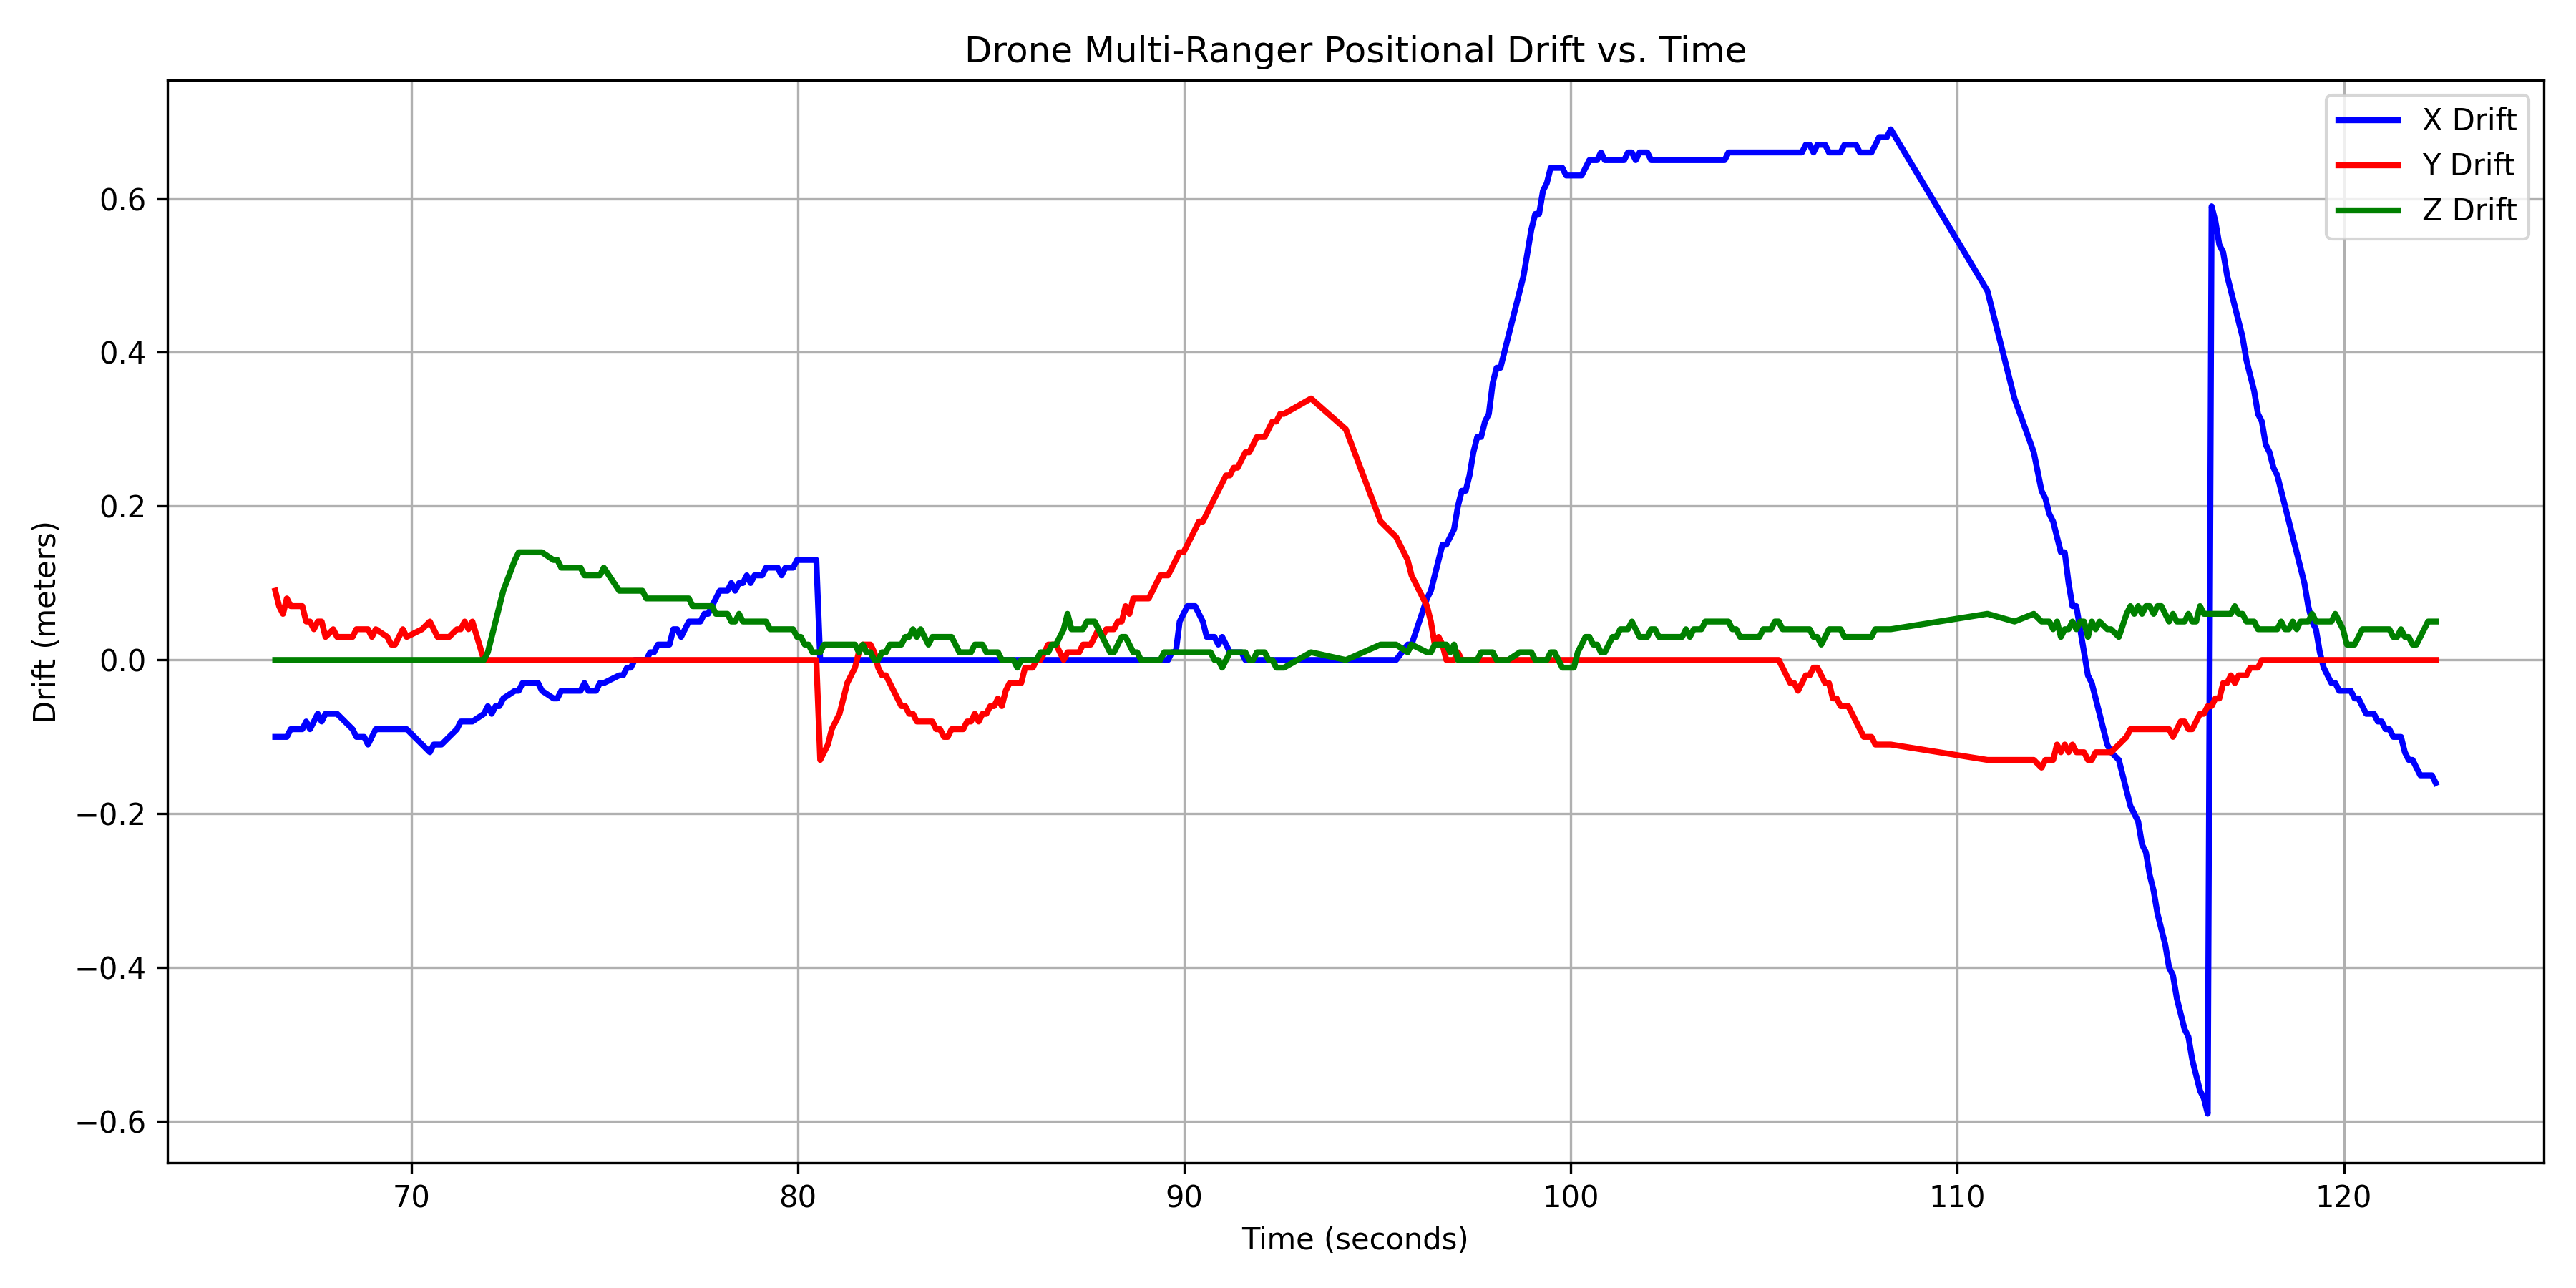 Drone Multi-Ranger Positional Drift vs. Time
X Drift
Y Drift
Z Drift
Drift (meters)
0.6
0.4
0.2
0.0
−0.2
−0.4
−0.6
70 80 90 100 110 120
Time (seconds)